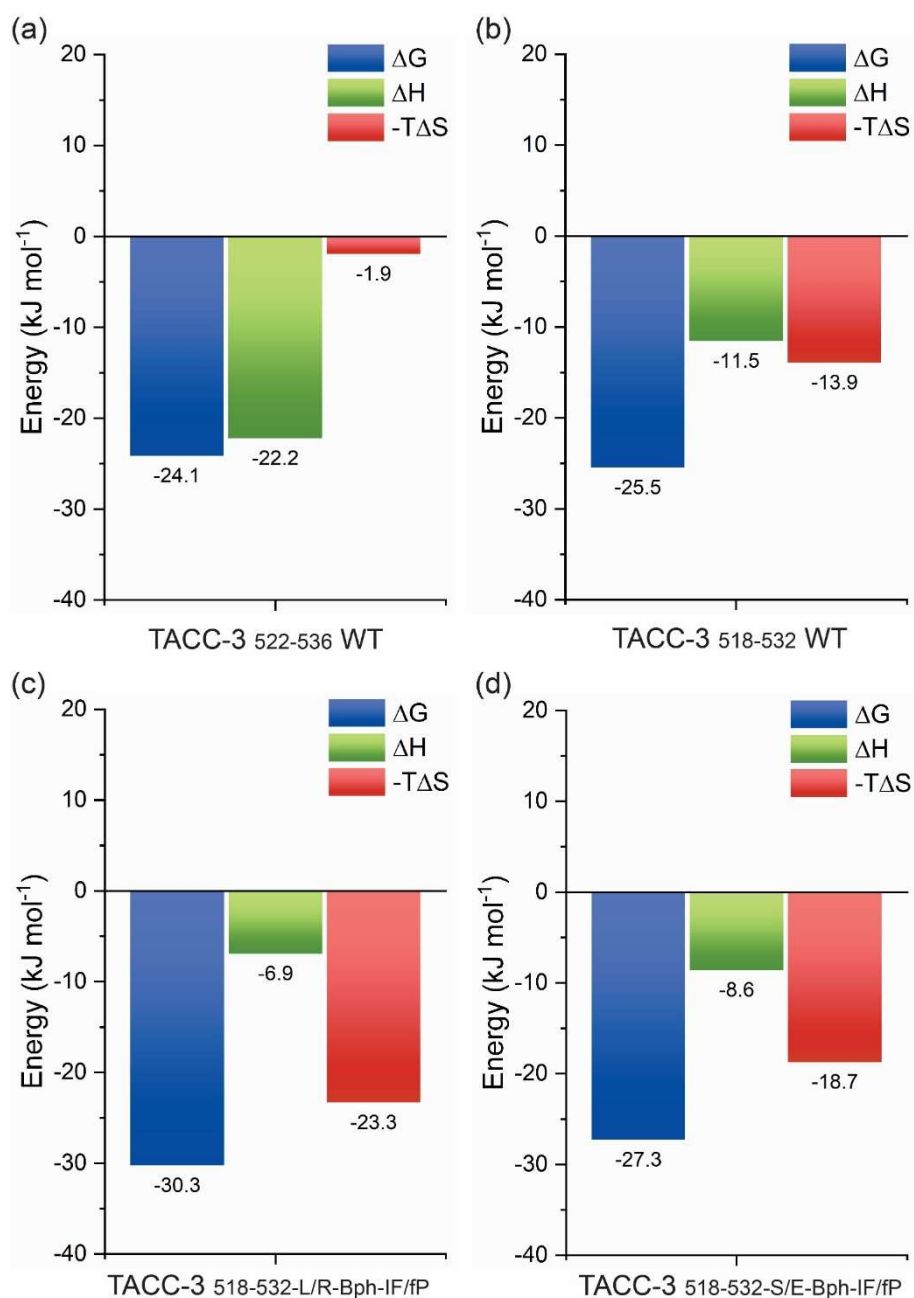 (a)
20
10
0
-10
-20
-30
-40
Energy (kJ mol⁻¹)
ΔG
ΔH
-TΔS
-1.9
-22.2
-24.1
TACC-3 522-536 WT
(b)
20
10
0
-10
-20
-30
-40
Energy (kJ mol⁻¹)
ΔG
ΔH
-TΔS
-11.5
-13.9
-25.5
TACC-3 518-532 WT
(c)
20
10
0
-10
-20
-30
-40
Energy (kJ mol⁻¹)
ΔG
ΔH
-TΔS
-6.9
-23.3
-30.3
TACC-3 518-532-L/R-Bph-IF/fP
(d)
20
10
0
-10
-20
-30
-40
Energy (kJ mol⁻¹)
ΔG
ΔH
-TΔS
-8.6
-18.7
-27.3
TACC-3 518-532-S/E-Bph-IF/fP